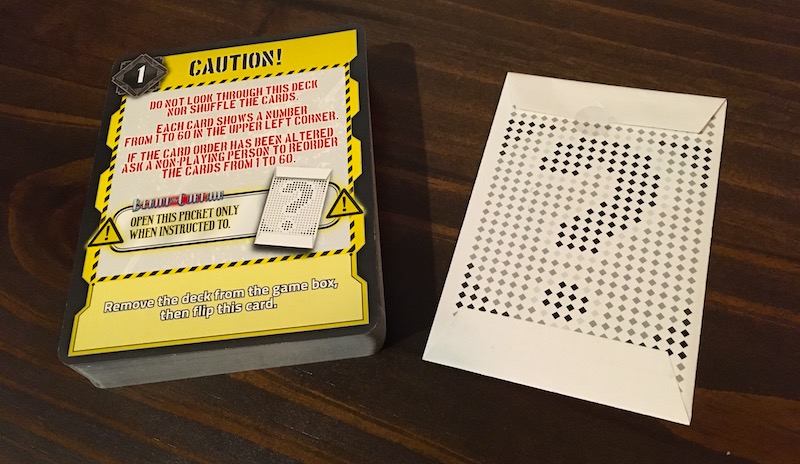 1
CAUTION!
DO NOT LOOK THROUGH THIS DECK
NOR SHUFFLE THE CARDS.
EACH CARD SHOWS A NUMBER
FROM 1 TO 60 IN THE UPPER LEFT CORNER.
IF THE CARD ORDER HAS BEEN ALTERED
ASK A NON-PLAYING PERSON TO REORDER
THE CARDS FROM 1 TO 60.
OPEN THIS PACKET ONLY
WHEN INSTRUCTED TO.
?
Remove the deck from the game box,
then flip this card.
?